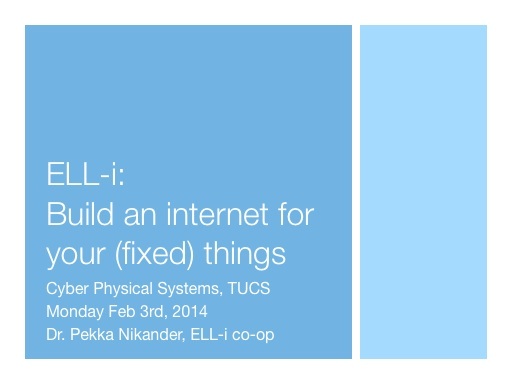 ELL-i:
Build an internet for
your (fixed) things
Cyber Physical Systems, TUCS
Monday Feb 3rd, 2014
Dr. Pekka Nikander, ELL-i co-op